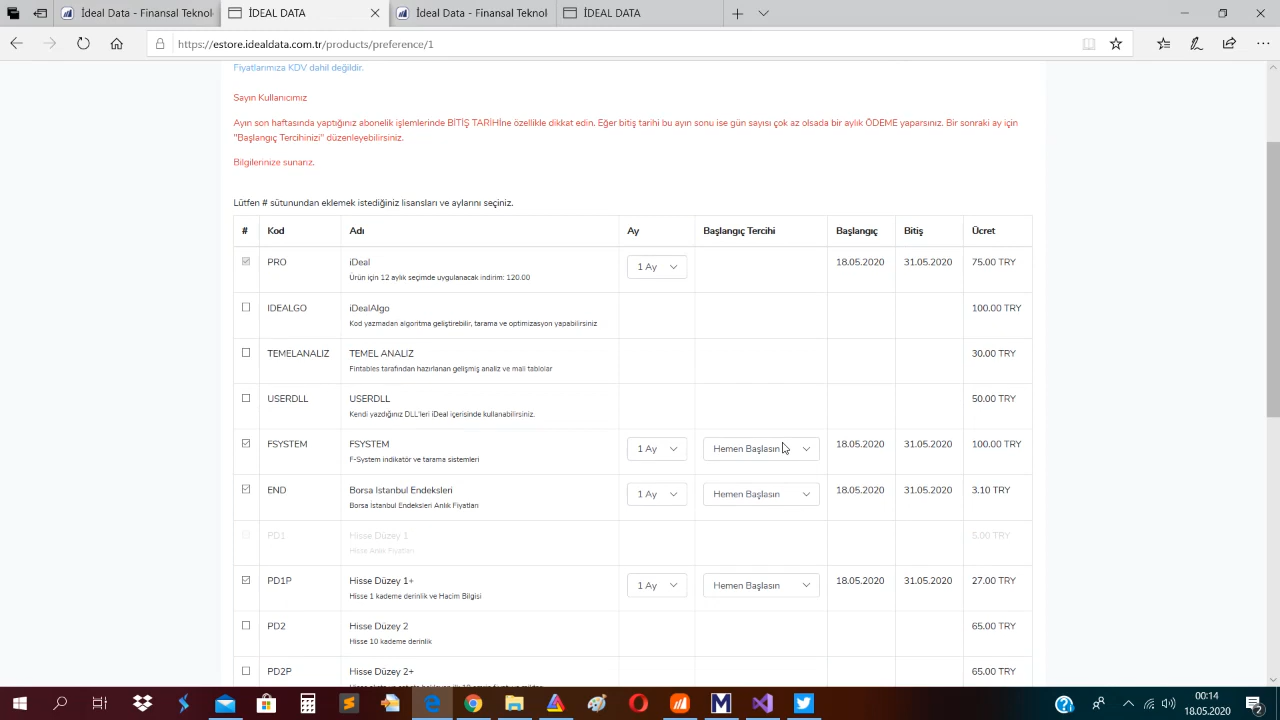 İdeal Data - Finansal Teknol
İDEAL DATA
İdeal Data - Finansal Teknol
İDEAL DATA
https://estore.idealdata.com.tr/products/preference/1
Fiyatlarımıza KDV dahil değildir.
Sayın Kullanıcımız
Ayın son haftasında yaptığınız abonelik işlemlerinde BİTİŞ TARİHİne özellikle dikkat edin. Eğer bitiş tarihi bu ayın sonu ise gün sayısı çok az olsada bir aylık ÖDEME yaparsınız. Bir sonraki ay için
"Başlangıç Tercihinizi" düzenleyebilirsiniz.
Bilgilerinize sunarız.
Lütfen # sütunundan eklemek istediğiniz lisansları ve aylarını seçiniz.
# Kod Adı Ay Başlangıç Tercihi Başlangıç Bitiş Ücret
PRO iDeal 1 Ay 18.05.2020 31.05.2020 75.00 TRY
Ürün için 12 aylık seçimde uygulanacak indirim: 120.00
IDEALGO iDealAlgo 100.00 TRY
Kod yazmadan algoritma geliştirebilir, tarama ve optimizasyon yapabilirsiniz
TEMELANALIZ TEMEL ANALIZ 30.00 TRY
Fintables tarafından hazırlanan gelişmiş analiz ve mali tablolar
USERDLL USERDLL 50.00 TRY
Kendi yazdığınız DLL'leri iDeal içerisinde kullanabilirsiniz.
FSYSTEM FSYSTEM 1 Ay Hemen Başlasın 18.05.2020 31.05.2020 100.00 TRY
F-System indikatör ve tarama sistemleri
END Borsa İstanbul Endeksleri 1 Ay Hemen Başlasın 18.05.2020 31.05.2020 3.10 TRY
Borsa İstanbul Endeksleri Anlık Fiyatları
PD1 Hisse Düzey 1 5.00 TRY
Hisse Anlık Fiyatları
PD1P Hisse Düzey 1+ 1 Ay Hemen Başlasın 18.05.2020 31.05.2020 27.00 TRY
Hisse 1 kademe derinlik ve Hacim Bilgisi
PD2 Hisse Düzey 2 65.00 TRY
Hisse 10 kademe derinlik
PD2P Hisse Düzey 2+ 65.00 TRY
00:14
18.05.2020